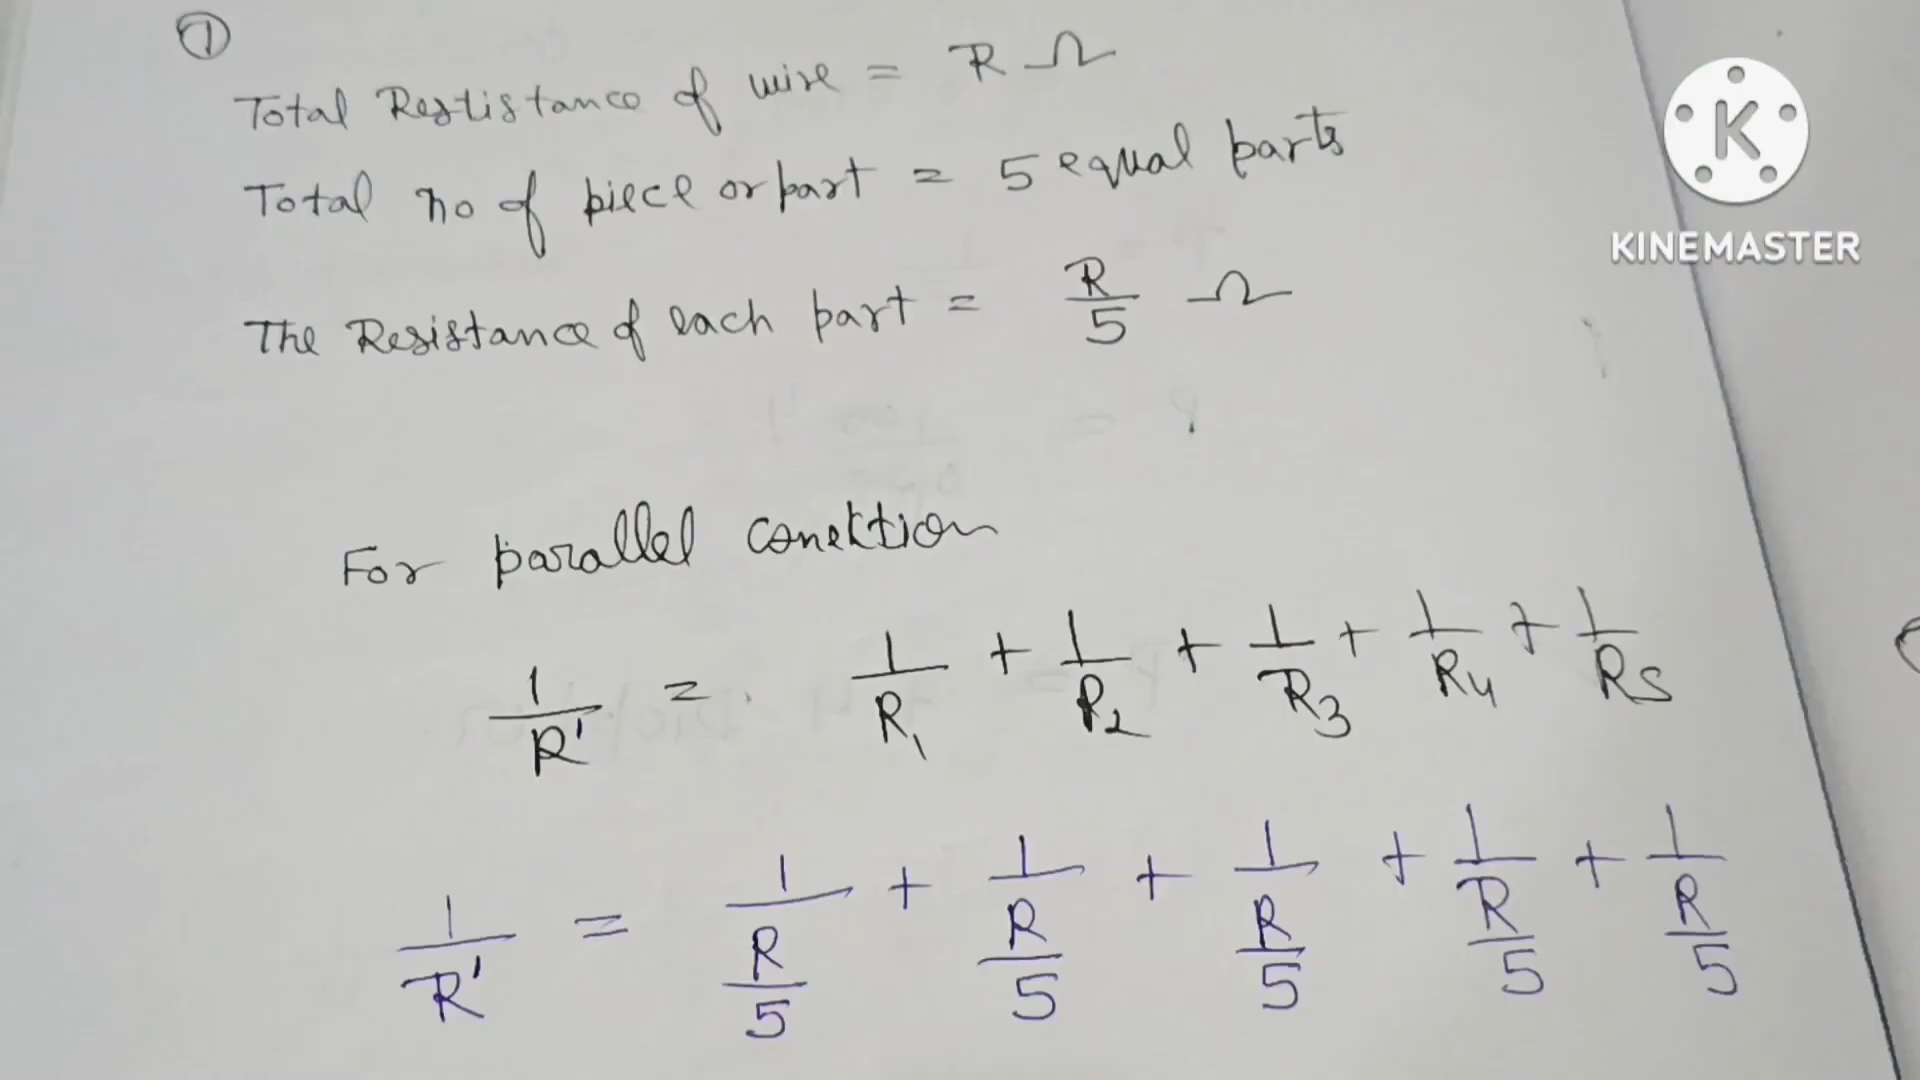 ①
Total Restistance of wire = R Ω
Total no of piece or part = 5 equal parts
The Resistance of each part = R/5 Ω
For parallel conektion
1/R' = 1/R₁ + 1/R₂ + 1/R₃ + 1/R₄ + 1/R₅
1/R' = 1/(R/5) + 1/(R/5) + 1/(R/5) + 1/(R/5) + 1/(R/5)
K
KINEMASTER